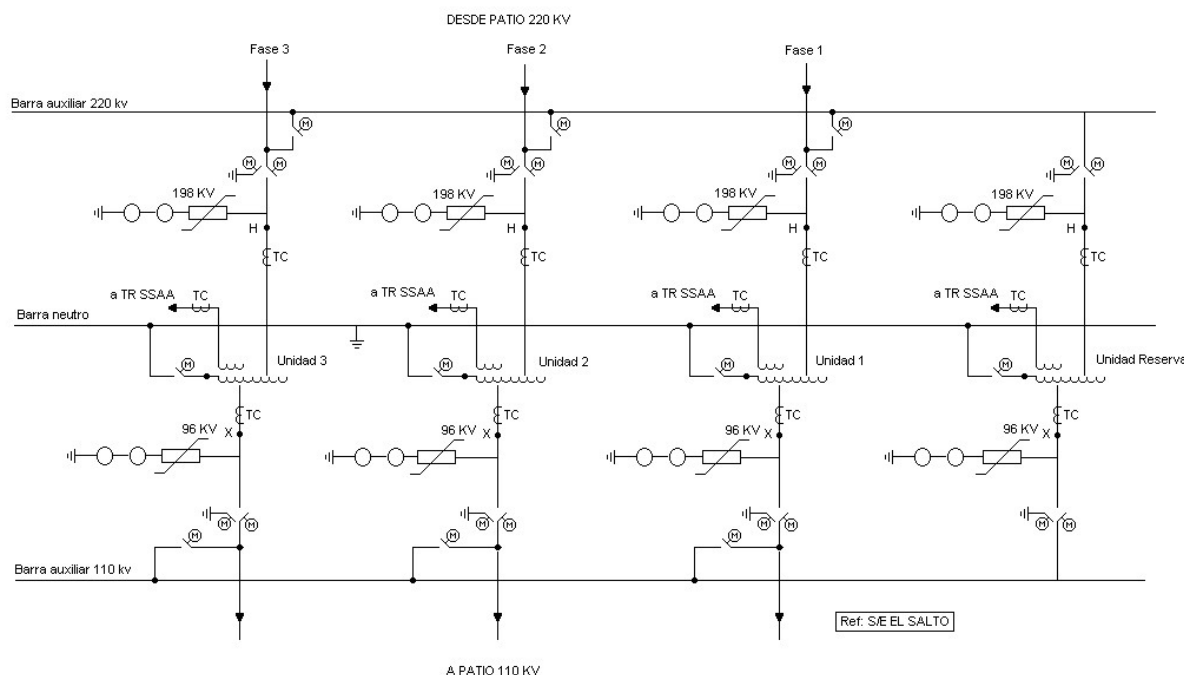 DESDE PATIO 220 KV
Fase 3
Fase 2
Fase 1
Barra auxiliar 220 kv
M
M
M
M
M
M
M
M
M
M
M
198 KV
198 KV
198 KV
198 KV
H
H
H
TC
TC
TC
TC
a TR SSAA
TC
a TR SSAA
TC
a TR SSAA
TC
a TR SSAA
TC
Barra neutro
M
Unidad 3
M
Unidad 2
M
Unidad 1
M
Unidad Reserva
TC
TC
TC
TC
X
X
X
X
96 KV
96 KV
96 KV
96 KV
M
M
M
M
M
M
M
M
M
M
M
Barra auxiliar 110 kv
Ref: S/E EL SALTO
A PATIO 110 KV